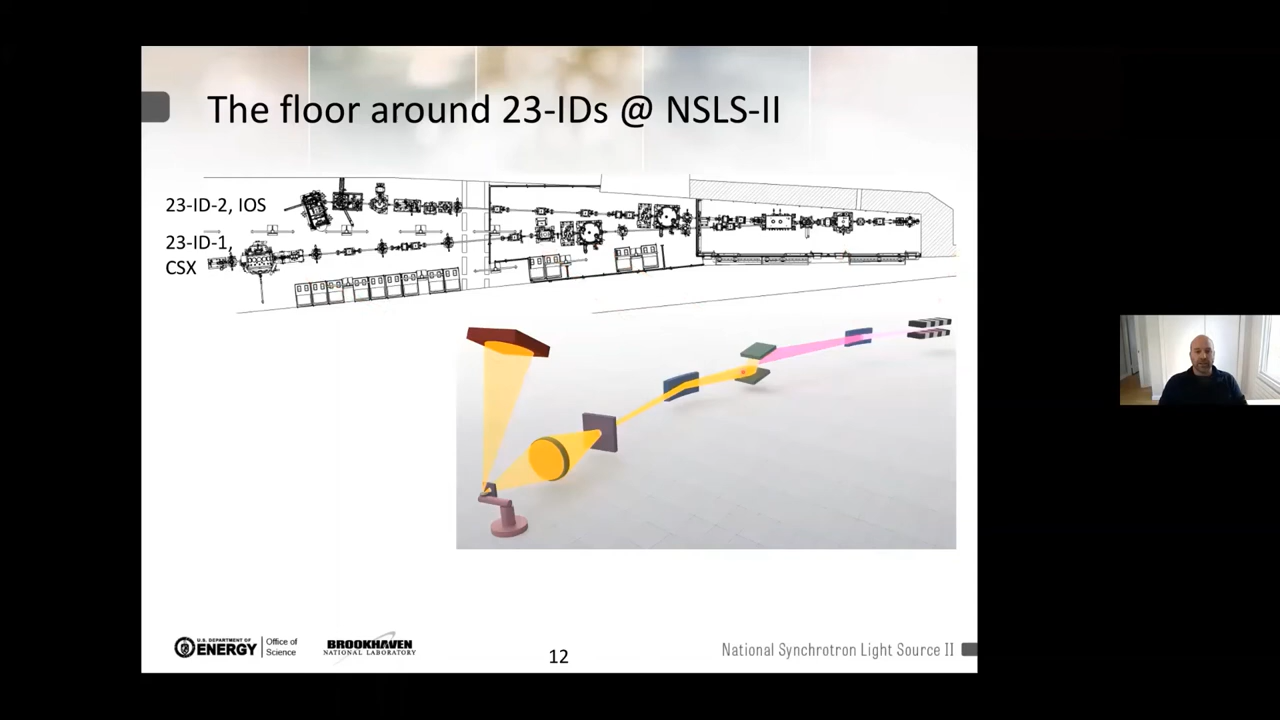 The floor around 23-IDs @ NSLS-II
23-ID-2, IOS
23-ID-1,
CSX
U.S. DEPARTMENT OF
ENERGY
Office of
Science
BROOKHAVEN
NATIONAL LABORATORY
12
National Synchrotron Light Source II